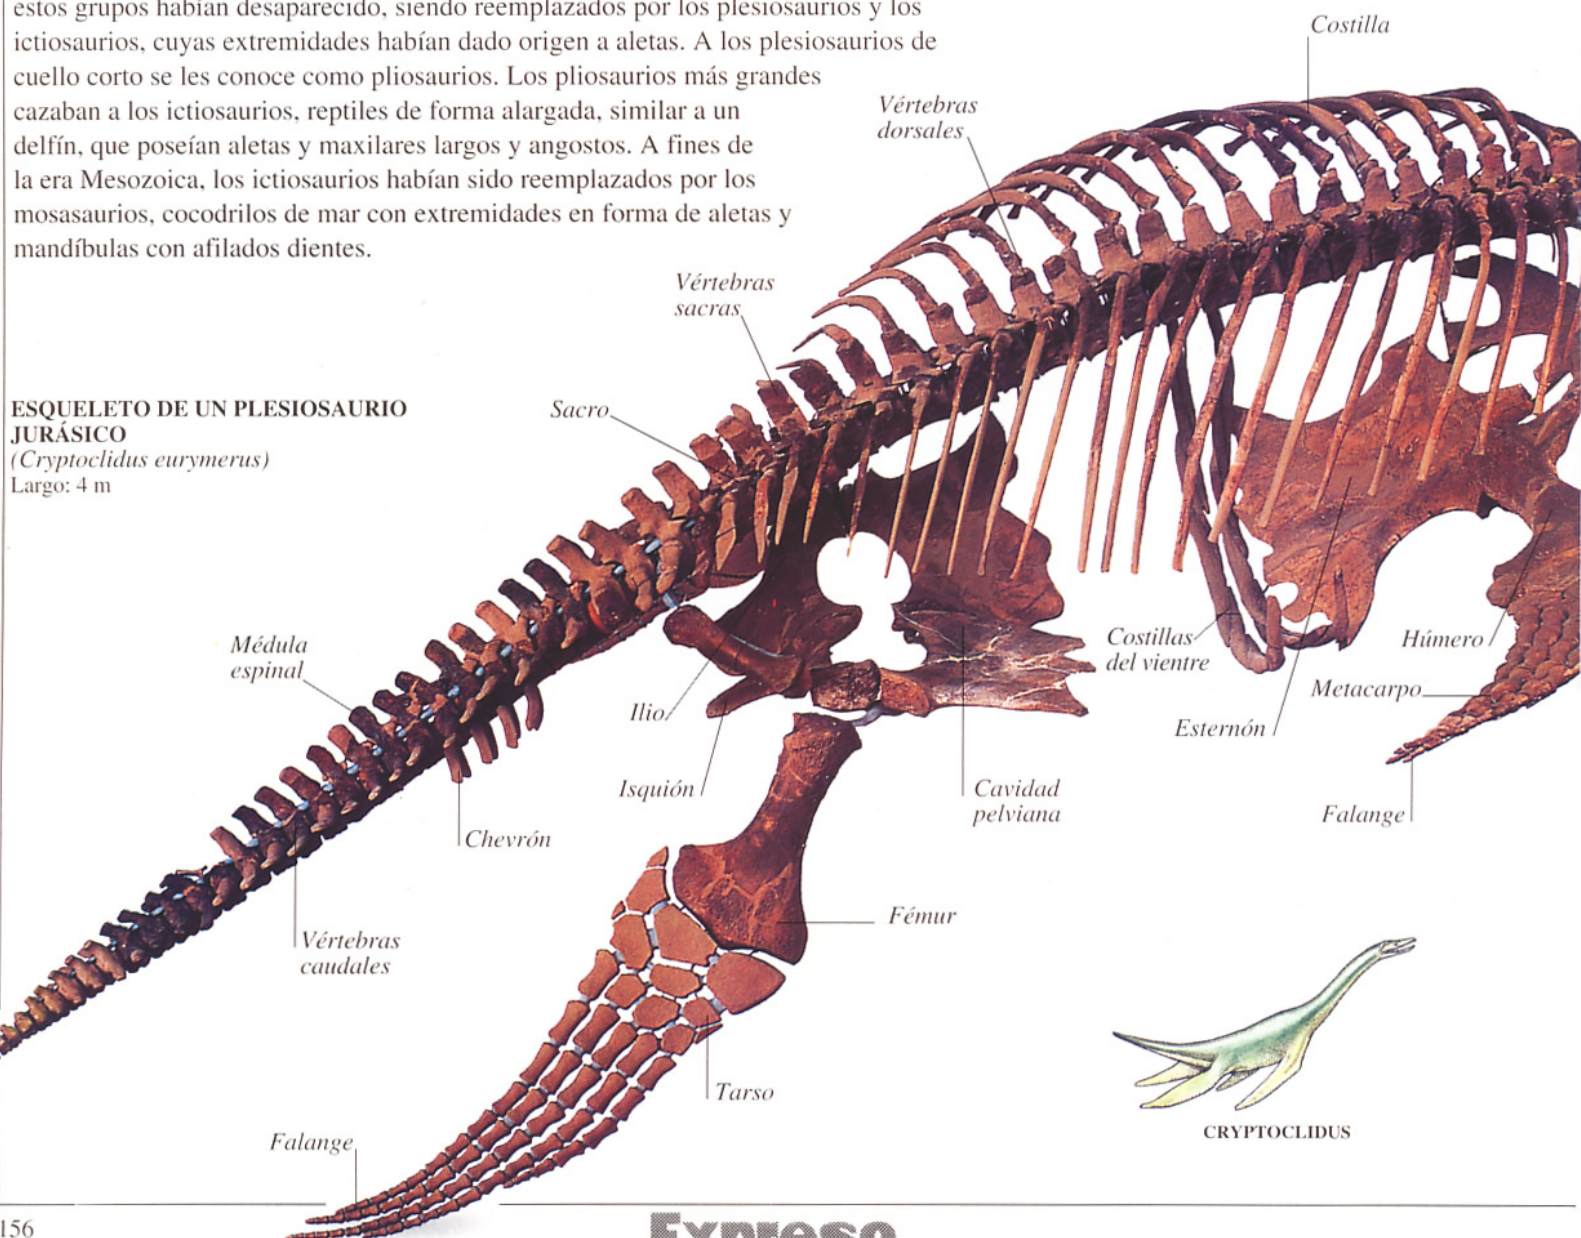 estos grupos habían desaparecido, siendo reemplazados por los plesiosaurios y los
ictiosaurios, cuyas extremidades habían dado origen a aletas. A los plesiosaurios de
cuello corto se les conoce como pliosaurios. Los pliosaurios más grandes
cazaban a los ictiosaurios, reptiles de forma alargada, similar a un
delfín, que poseían aletas y maxilares largos y angostos. A fines de
la era Mesozoica, los ictiosaurios habían sido reemplazados por los
mosasaurios, cocodrilos de mar con extremidades en forma de aletas y
mandíbulas con afilados dientes.
Costilla
Vértebras
dorsales
Vértebras
sacras
ESQUELETO DE UN PLESIOSAURIO
JURÁSICO
(Cryptoclidus eurymerus)
Largo: 4 m
Sacro
Médula
espinal
Ilio
Isquión
Chevrón
Cavidad
pelviana
Costillas
del vientre
Húmero
Metacarpo
Esternón
Falange
Vértebras
caudales
Fémur
Tarso
Falange
CRYPTOCLIDUS
156
Expreso